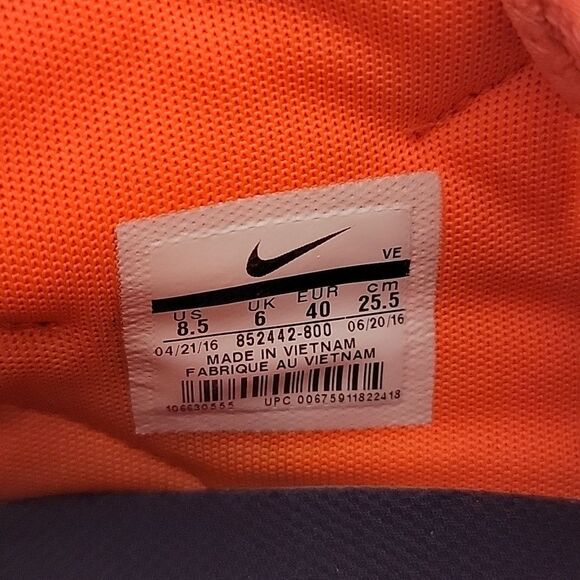 VE
US UK EUR cm
8.5 6 40 25.5
04/21/16 852442-800 06/20/16
MADE IN VIETNAM
FABRIQUE AU VIETNAM
106630555 UPC 00675911822418